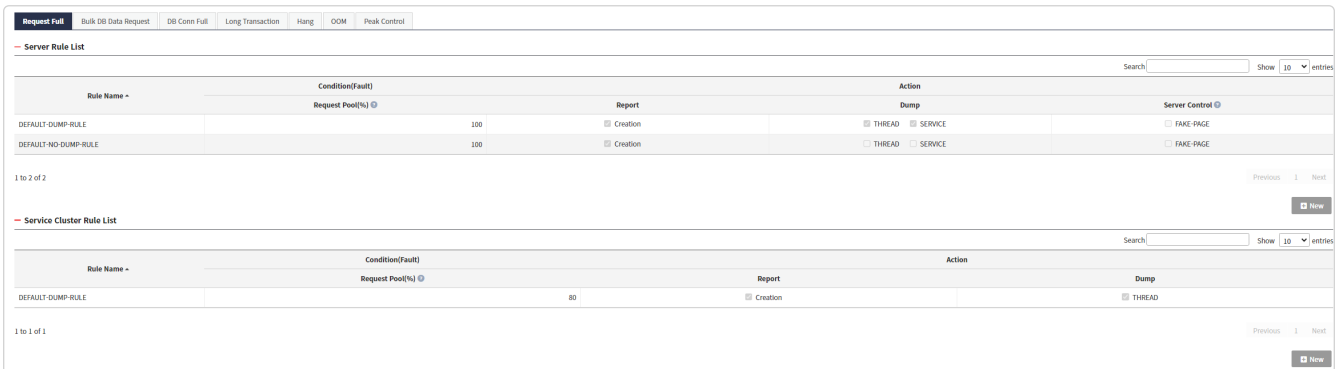 Request Full Bulk DB Data Request DB Conn Full Long Transaction Hang OOM Peak Control
Server Rule List
Search Show 10 entries
Rule Name Condition(Fault) Action
Request Pool(%) Report Dump Server Control
DEFAULT-DUMP-RULE 100 Creation THREAD SERVICE FAKE-PAGE
DEFAULT-NO-DUMP-RULE 100 Creation THREAD SERVICE FAKE-PAGE
1 to 2 of 2 Previous 1 Next
New
Service Cluster Rule List
Search Show 10 entries
Rule Name Condition(Fault) Action
Request Pool(%) Report Dump
DEFAULT-DUMP-RULE 80 Creation THREAD
1 to 1 of 1 Previous 1 Next
New